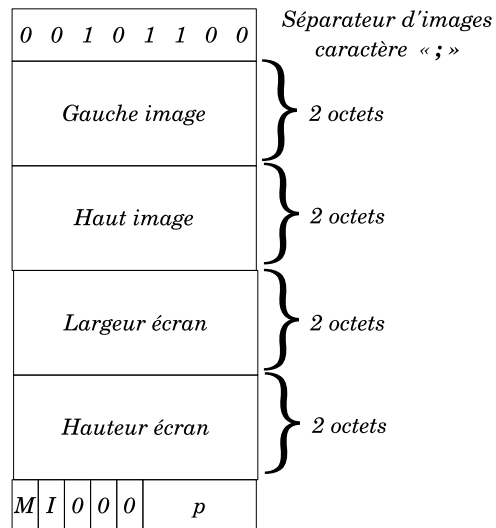 0 0 1 0 1 1 0 0
Séparateur d'images
caractère « ; »
Gauche image
2 octets
Haut image
2 octets
Largeur écran
2 octets
Hauteur écran
2 octets
M I 0 0 0 p